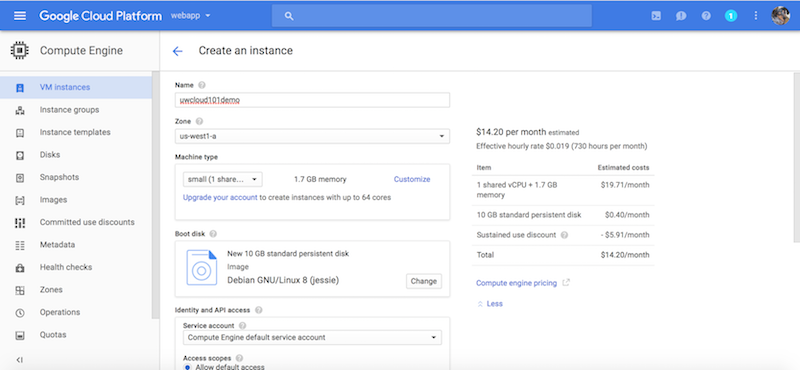 Google Cloud Platform webapp
1
Compute Engine
Create an instance
VM instances
Instance groups
Instance templates
Disks
Snapshots
Images
Committed use discounts
Metadata
Health checks
Zones
Operations
Quotas
Name
uwcloud101demo
Zone
us-west1-a
Machine type
small (1 share... 1.7 GB memory Customize
Upgrade your account to create instances with up to 64 cores
Boot disk
New 10 GB standard persistent disk
Image
Debian GNU/Linux 8 (jessie) Change
Identity and API access
Service account
Compute Engine default service account
Access scopes
Allow default access
$14.20 per month estimated
Effective hourly rate $0.019 (730 hours per month)
Item Estimated costs
1 shared vCPU + 1.7 GB $19.71/month
memory
10 GB standard persistent disk $0.40/month
Sustained use discount - $5.91/month
Total $14.20/month
Compute engine pricing
Less